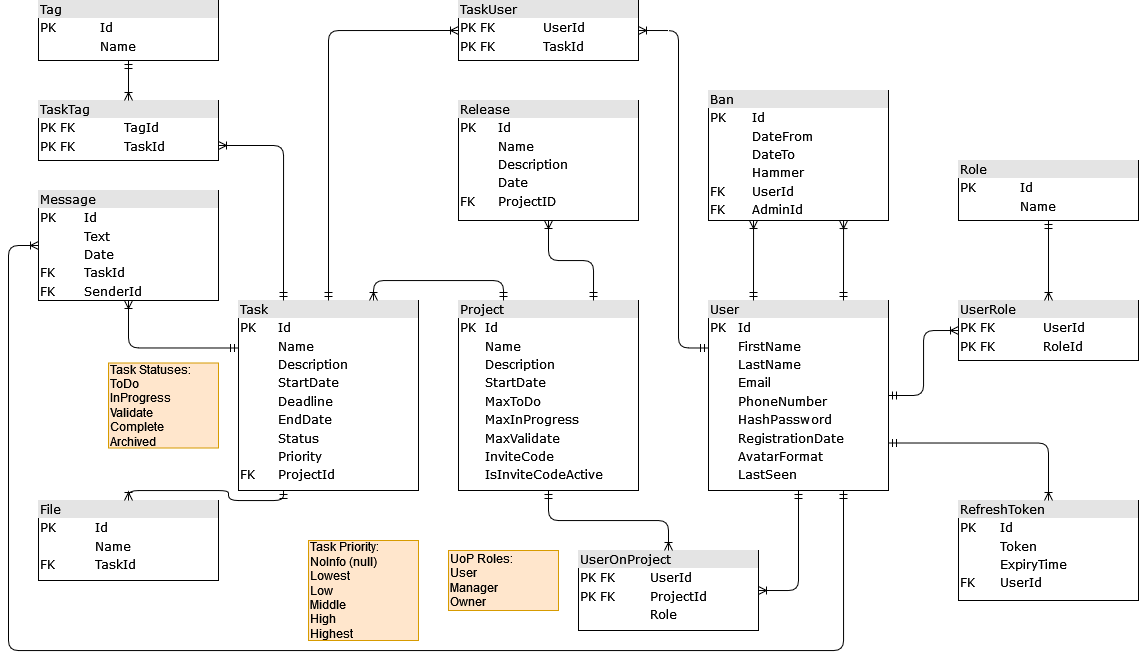 Tag
PK Id
Name
TaskTag
PK FK TagId
PK FK TaskId
Message
PK Id
Text
Date
FK TaskId
FK SenderId
TaskUser
PK FK UserId
PK FK TaskId
Release
PK Id
Name
Description
Date
FK ProjectID
Ban
PK Id
DateFrom
DateTo
Hammer
FK UserId
FK AdminId
Role
PK Id
Name
Task
PK Id
Name
Description
StartDate
Deadline
EndDate
Status
Priority
FK ProjectId
Project
PK Id
Name
Description
StartDate
MaxToDo
MaxInProgress
MaxValidate
InviteCode
IsInviteCodeActive
User
PK Id
FirstName
LastName
Email
PhoneNumber
HashPassword
RegistrationDate
AvatarFormat
LastSeen
UserRole
PK FK UserId
PK FK RoleId
Task Statuses:
ToDo
InProgress
Validate
Complete
Archived
File
PK Id
Name
FK TaskId
Task Priority:
NoInfo (null)
Lowest
Low
Middle
High
Highest
UoP Roles:
User
Manager
Owner
UserOnProject
PK FK UserId
PK FK ProjectId
Role
RefreshToken
PK Id
Token
ExpiryTime
FK UserId